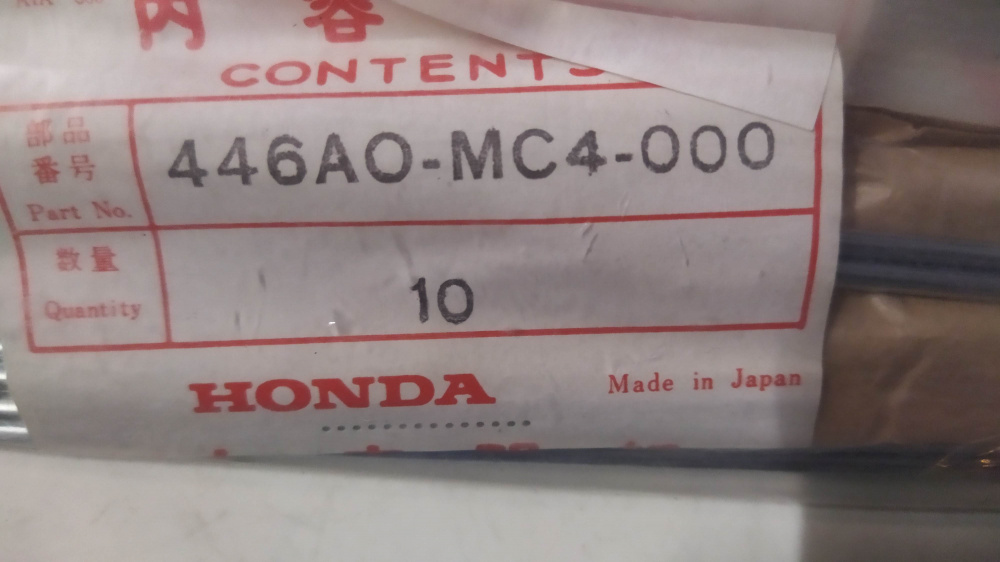 内容
CONTENTS
部品
番号
Part No.
446A0-MC4-000
数量
Quantity
10
HONDA
Made in Japan